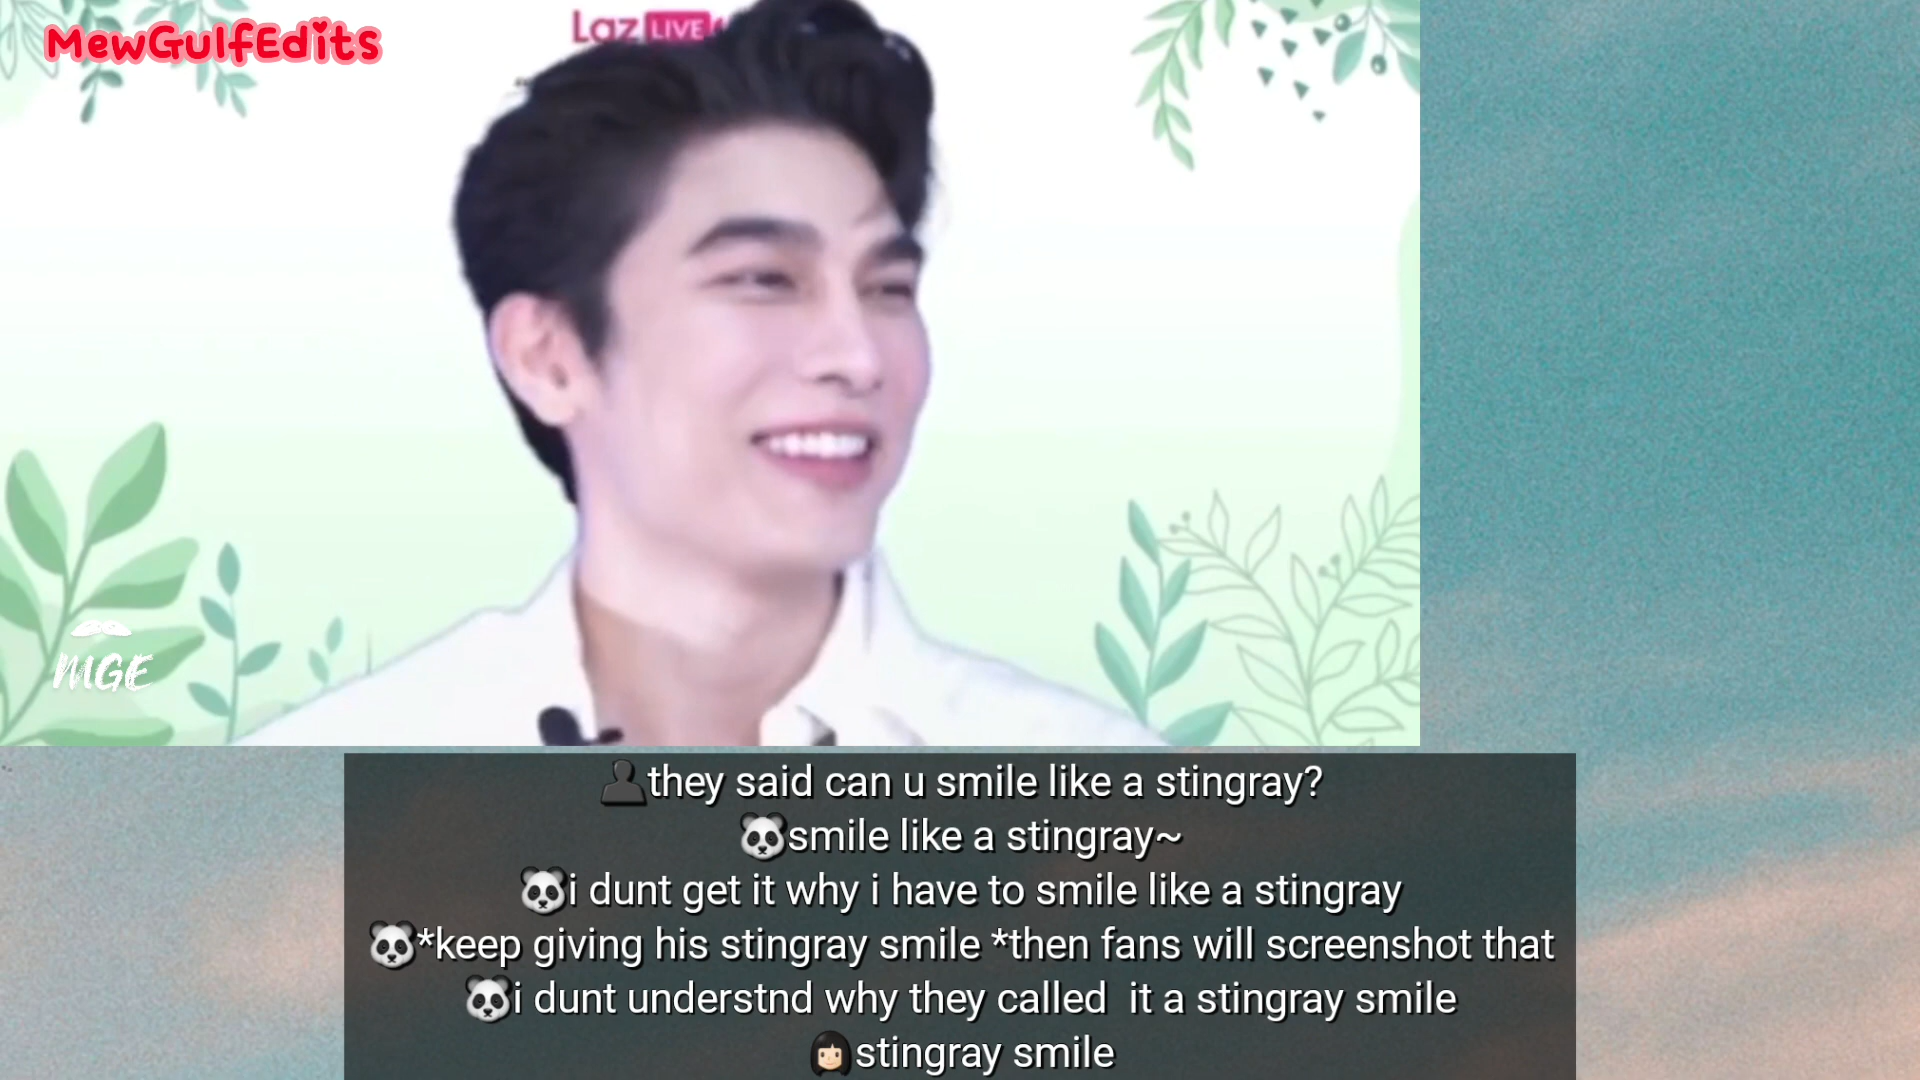 MewGulfEdits
Laz LIVE
MGE
👤they said can u smile like a stingray?
🐼smile like a stingray~
🐼i dunt get it why i have to smile like a stingray
🐼*keep giving his stingray smile *then fans will screenshot that
🐼i dunt understnd why they called  it a stingray smile
👩🏻stingray smile